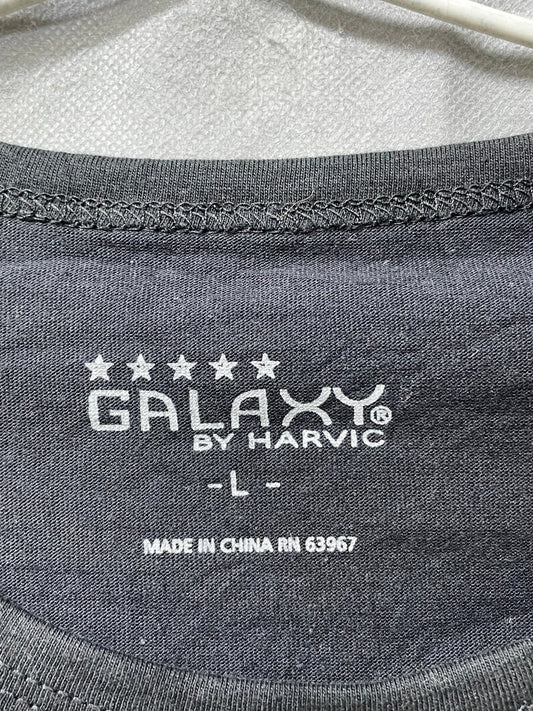 GALAXY®
BY HARVIC
- L -
MADE IN CHINA RN 63967